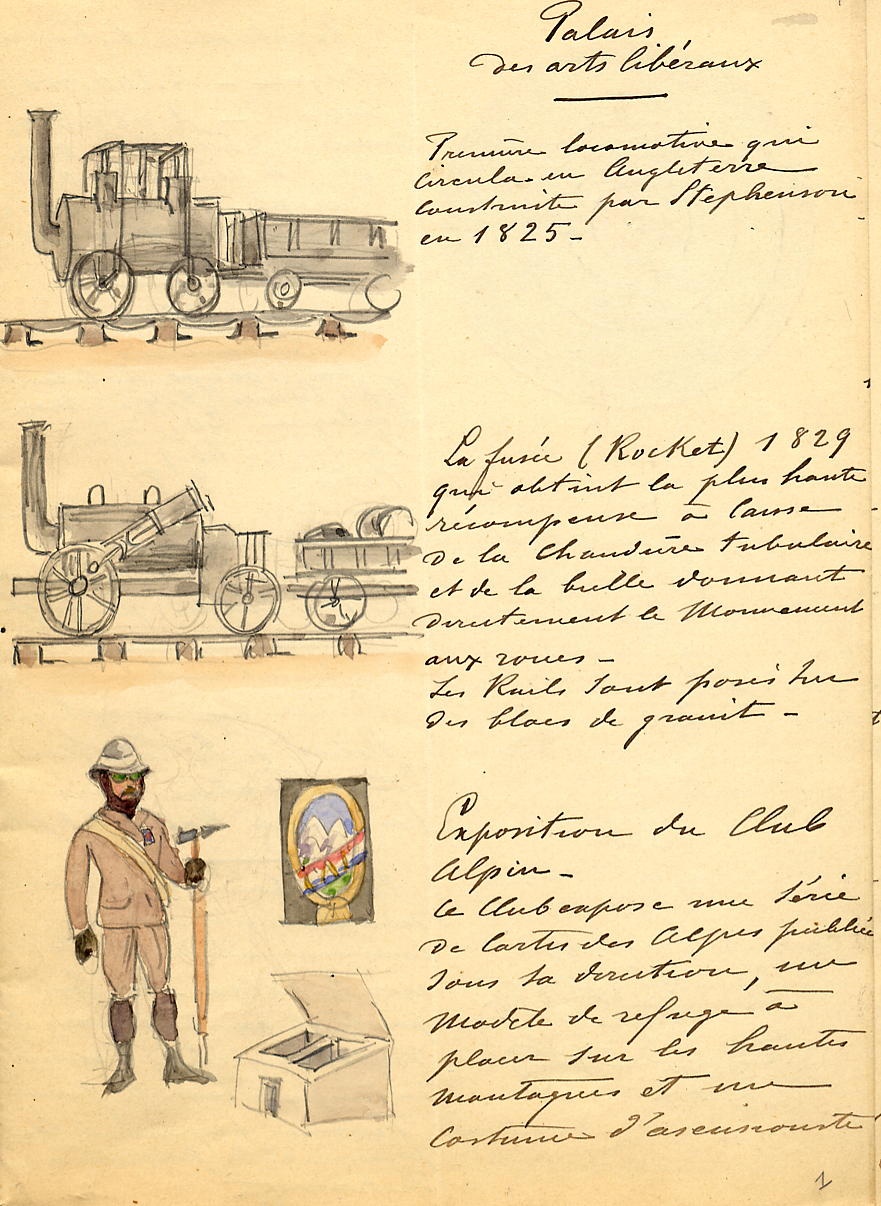 Palais
des arts libéraux
Première locomotive qui
circula en Angleterre
Construite par Stephenson
en 1825 -
La fusée (Rocket) 1829
qui obtint la plus haute
récompense à cause
de la Chaudière tubulaire
et de la bielle donnant
directement le Mouvement
aux roues -
Les Rails sont posés sur
des blocs de granit -
Exposition du Club
Alpin -
Ce Club expose une série
de Cartes des Alpes publiée
sous sa direction, un
Modèle de refuge à
placer sur les hautes
montagnes et un
Costume d'ascensioniste
1